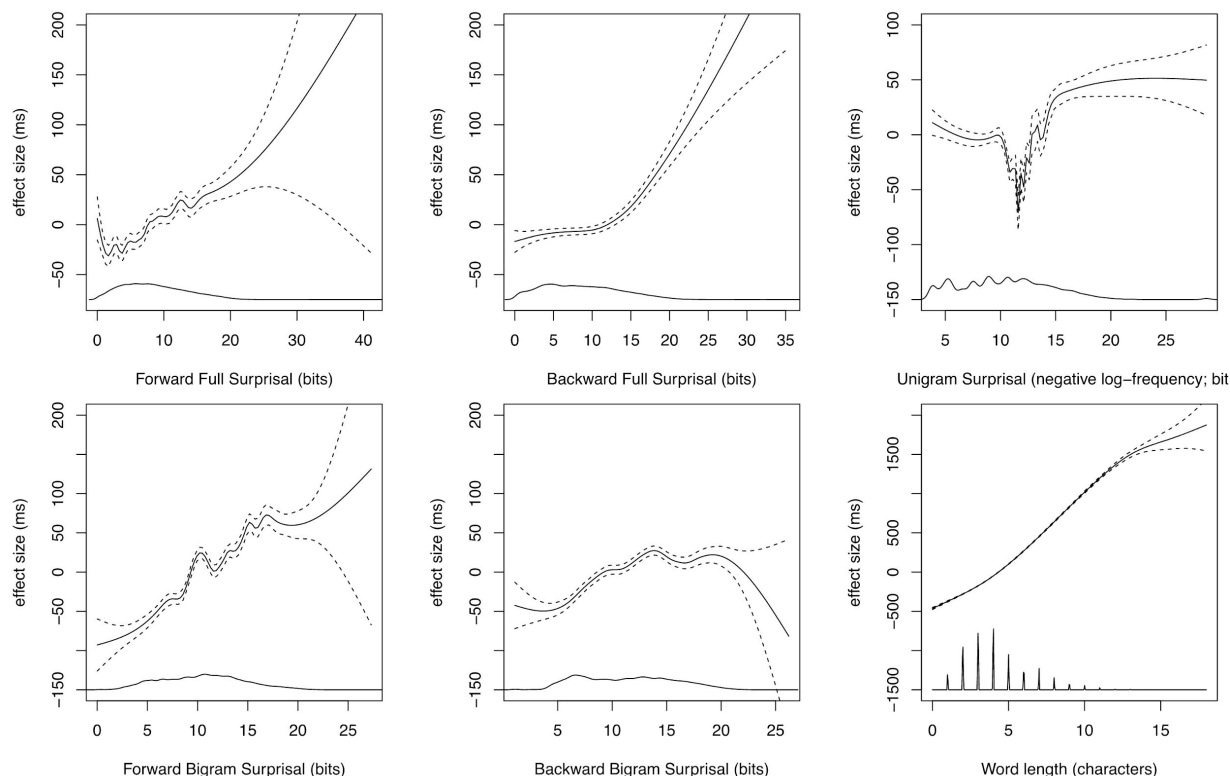 200
150
100
50
0
−50
effect size (ms)
0 10 20 30 40
Forward Full Surprisal (bits)
200
150
100
50
0
−50
effect size (ms)
0 5 10 15 20 25 30 35
Backward Full Surprisal (bits)
100
50
0
−50
−100
−150
effect size (ms)
5 10 15 20 25
Unigram Surprisal (negative log−frequency; bit
200
100
50
0
−50
−150
effect size (ms)
0 5 10 15 20 25
Forward Bigram Surprisal (bits)
200
100
50
0
−50
−150
effect size (ms)
5 10 15 20 25
Backward Bigram Surprisal (bits)
1500
500
0
−500
−1500
effect size (ms)
0 5 10 15
Word length (characters)